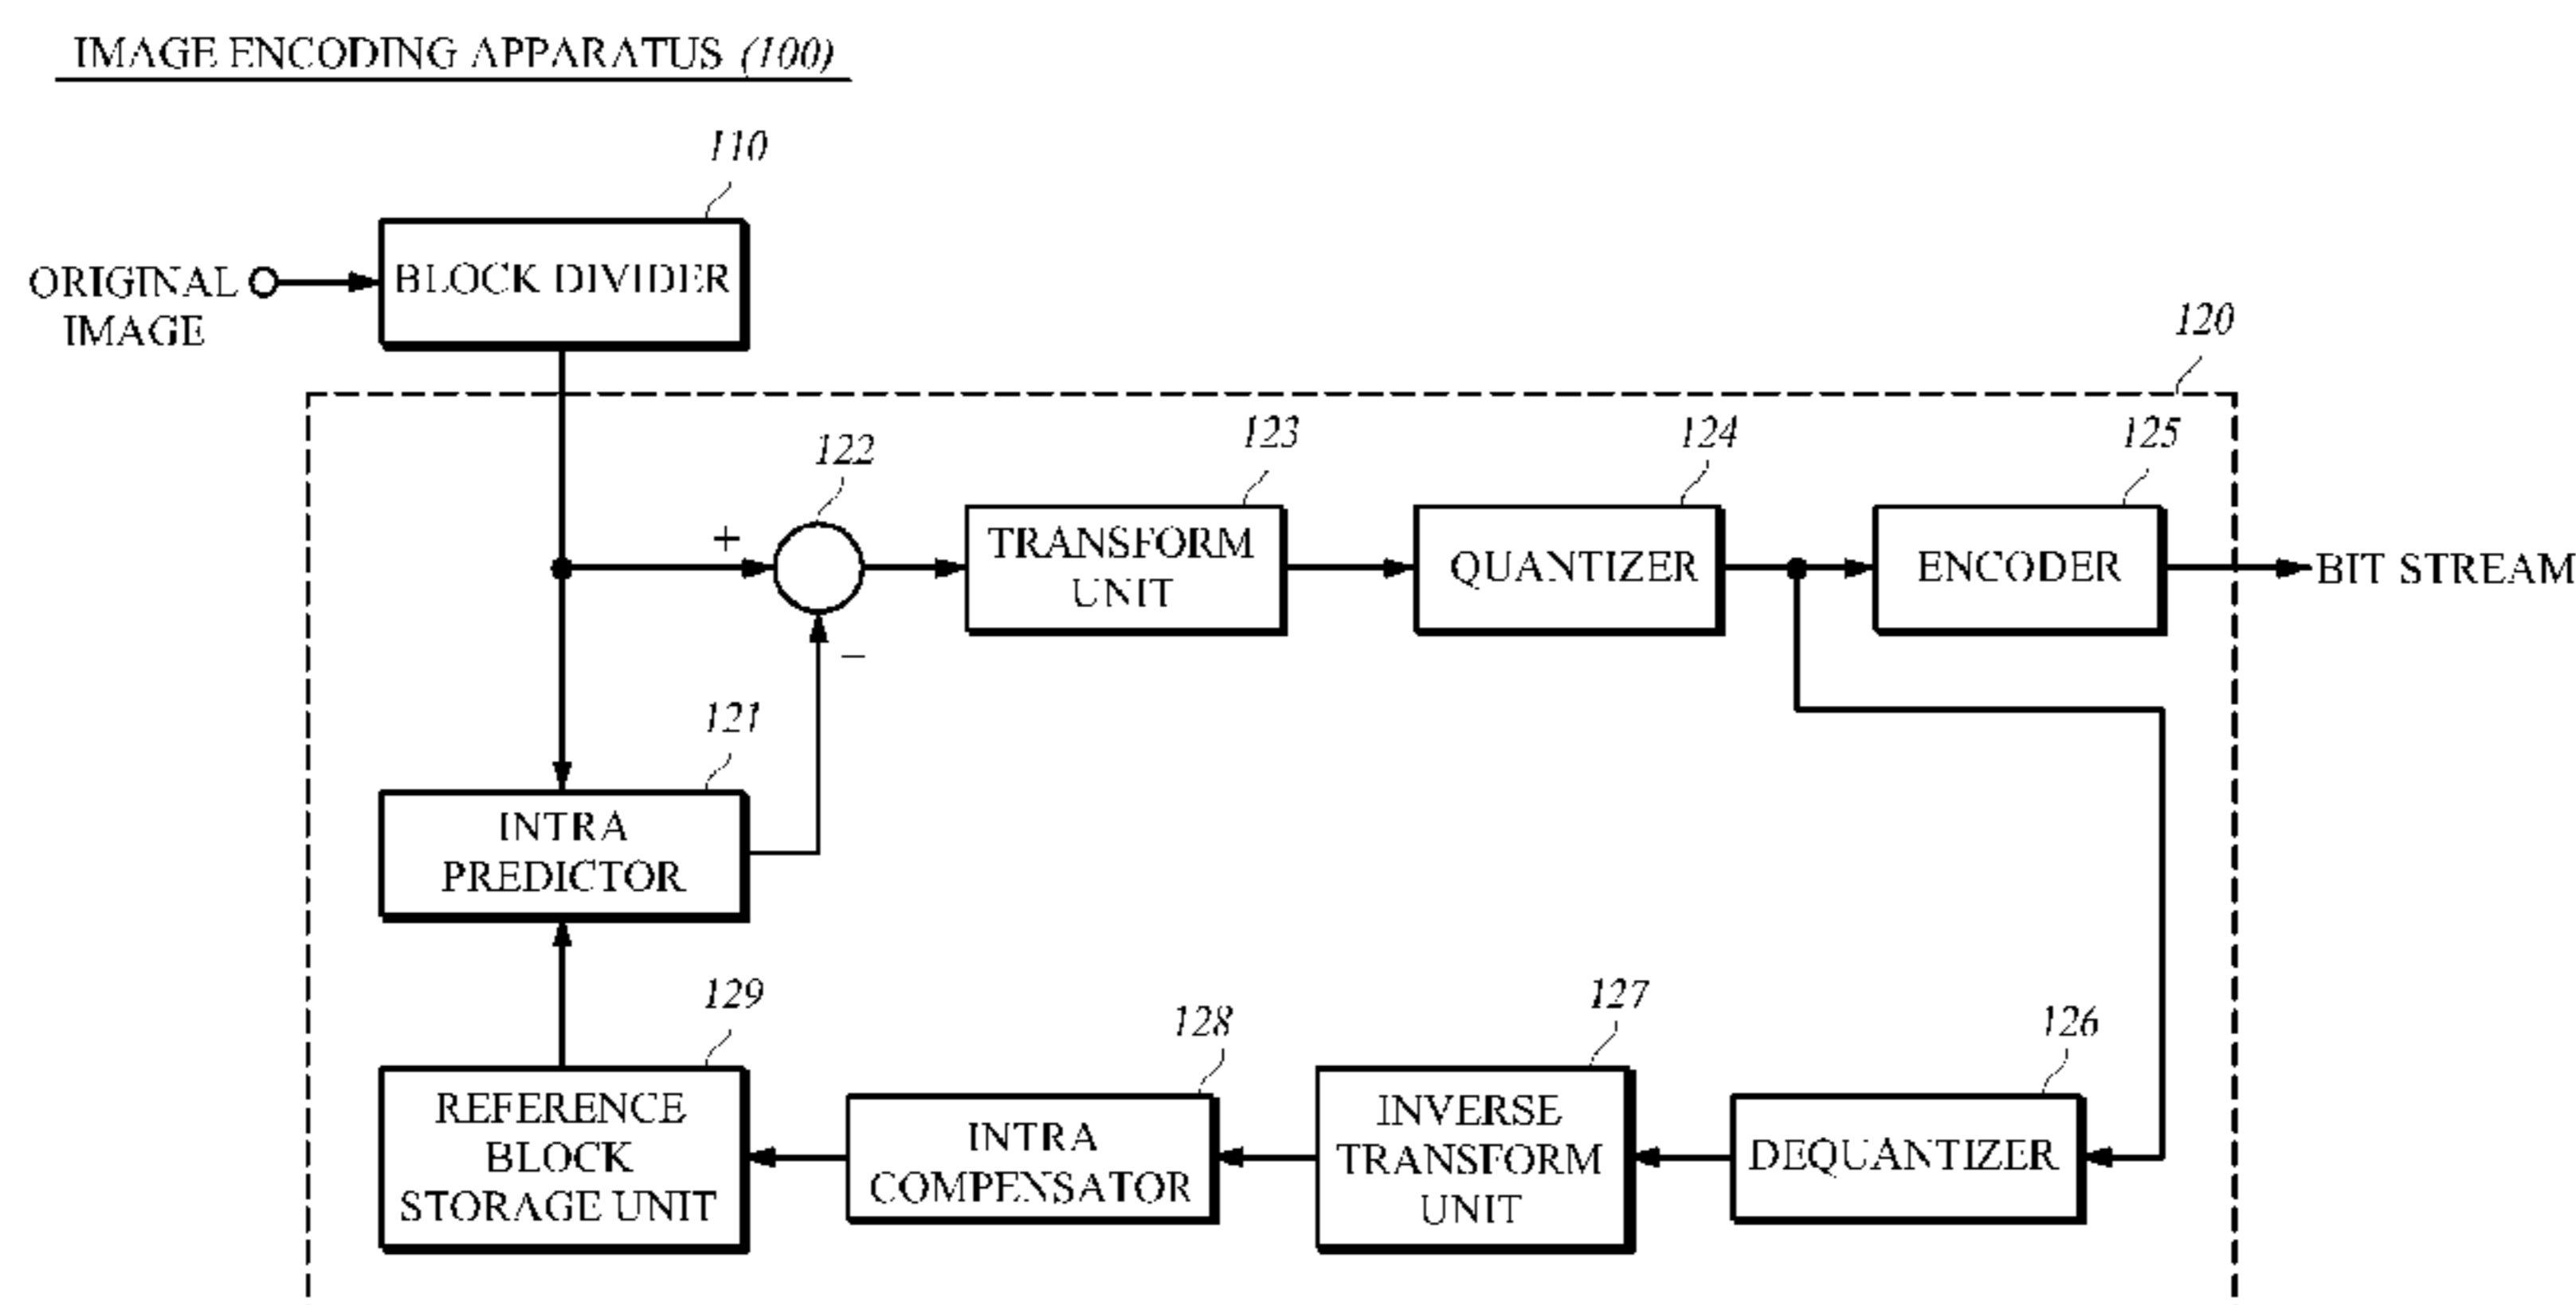 IMAGE ENCODING APPARATUS (100)
110
BLOCK DIVIDER
ORIGINAL
IMAGE
120
122
123
124
125
+
TRANSFORM
UNIT
QUANTIZER
ENCODER
BIT STREAM
−
121
INTRA
PREDICTOR
129
128
127
126
REFERENCE
BLOCK
STORAGE UNIT
INTRA
COMPENSATOR
INVERSE
TRANSFORM
UNIT
DEQUANTIZER